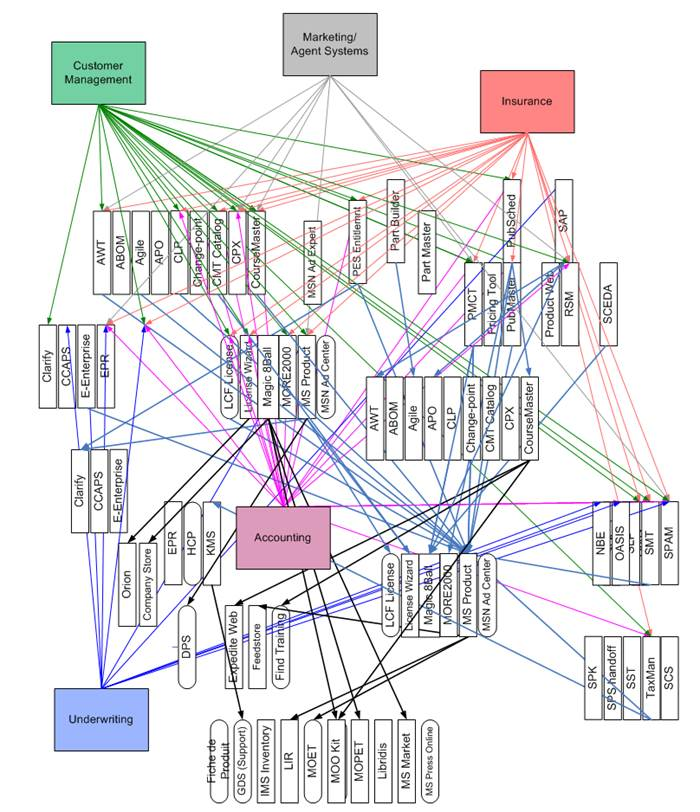 Marketing/
Agent Systems
Customer
Management
Insurance
AWT
ABOM
Agile
APO
CLP
Change-point
CMT Catalog
CPX
CourseMaster
MSN Ad Expert
PES Entitlemnt
Part Builder
Part Master
PubSched
SAP
PMCT
Pricing Tool
PubMaster
Product Web
RSM
SCEDA
Clarify
CCAPS
E-Enterprise
EPR
LCF License
License Wizard
Magic 8Ball
MORE2000
MS Product
MSN Ad Center
AWT
ABOM
Agile
APO
CLP
Change-point
CMT Catalog
CPX
CourseMaster
Clarify
CCAPS
E-Enterprise
EPR
HCP
KMS
Accounting
NBE
OASIS
SMT
SPAM
Orion
Company Store
LCF License
License Wizard
Magic 8Ball
MORE2000
MS Product
MSN Ad Center
DPS
Expedite Web
Feedstore
Find Training
SPK
SPS handoff
SST
TaxMan
SCS
Underwriting
Fiche de
Produit
GDS (Support)
IMS Inventory
LIR
MOET
MOO Kit
MOPET
Libridis
MS Market
MS Press Online